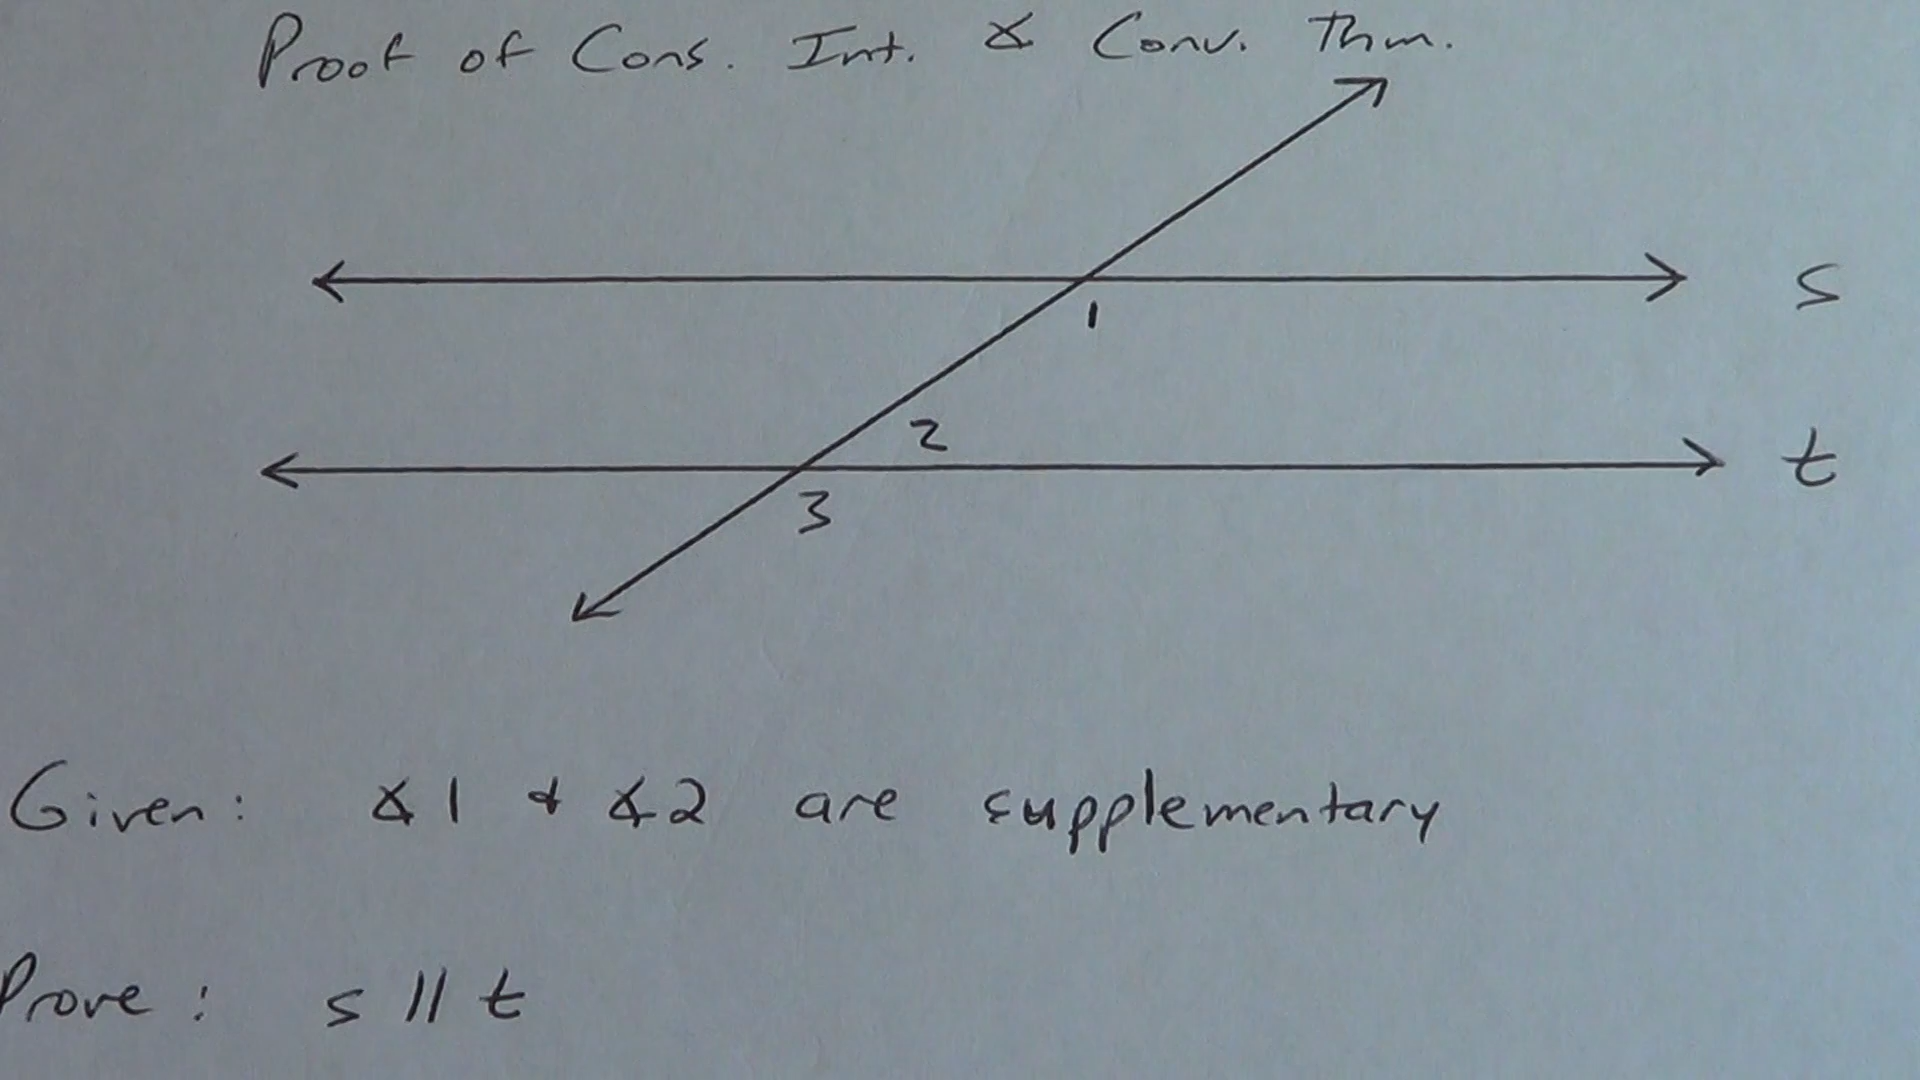 Proof of Cons. Int. ∡ Conv. Thm.
s
1
2
t
3
Given: ∡1 & ∡2 are supplementary
Prove: s || t